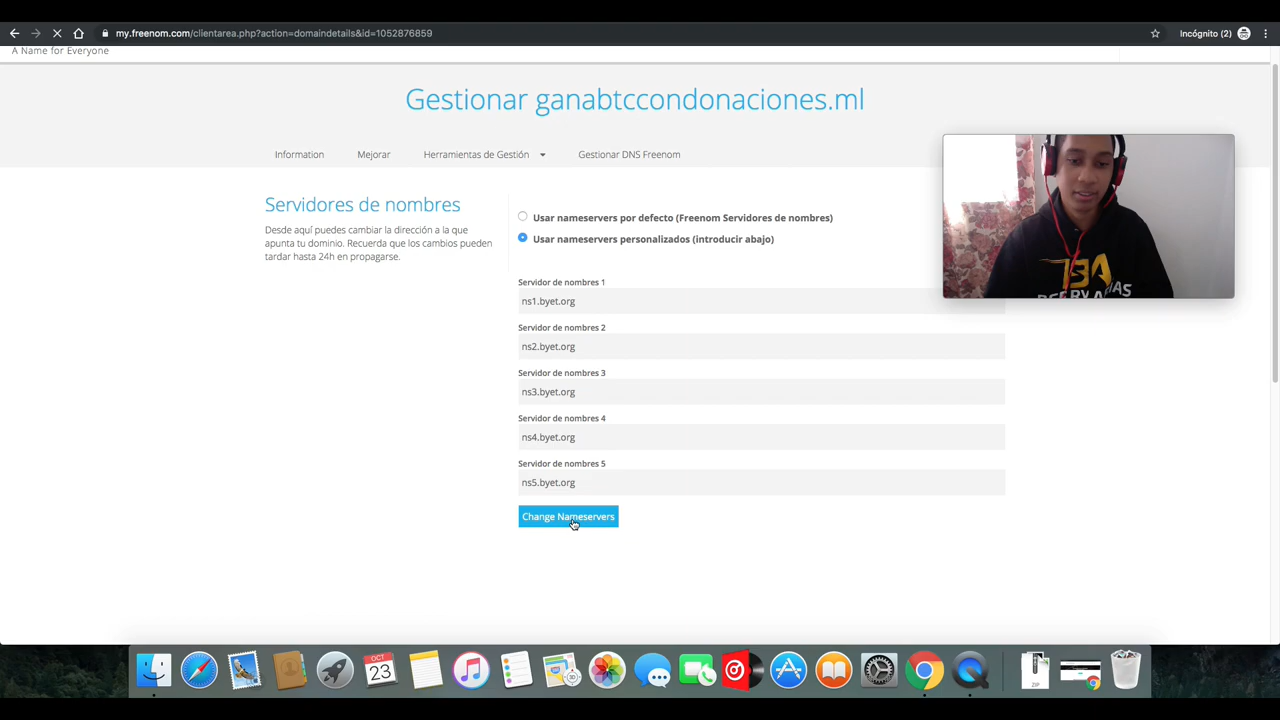 my.freenom.com/clientarea.php?action=domaindetails&id=1052876859
Incógnito (2)
A Name for Everyone
Gestionar ganabtccondonaciones.ml
Information
Mejorar
Herramientas de Gestión
Gestionar DNS Freenom
Servidores de nombres
Desde aquí puedes cambiar la dirección a la que
apunta tu dominio. Recuerda que los cambios pueden
tardar hasta 24h en propagarse.
Usar nameservers por defecto (Freenom Servidores de nombres)
Usar nameservers personalizados (introducir abajo)
Servidor de nombres 1
ns1.byet.org
Servidor de nombres 2
ns2.byet.org
Servidor de nombres 3
ns3.byet.org
Servidor de nombres 4
ns4.byet.org
Servidor de nombres 5
ns5.byet.org
Change Nameservers
OCT
23
ZIP